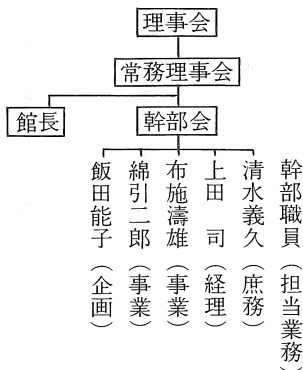 理事会
常務理事会
館長
幹部会
幹部職員(担当業務)
清水義久(庶務)
上田 司(経理)
布施濤雄(事業)
綿引二郎(事業)
飯田能子(企画)